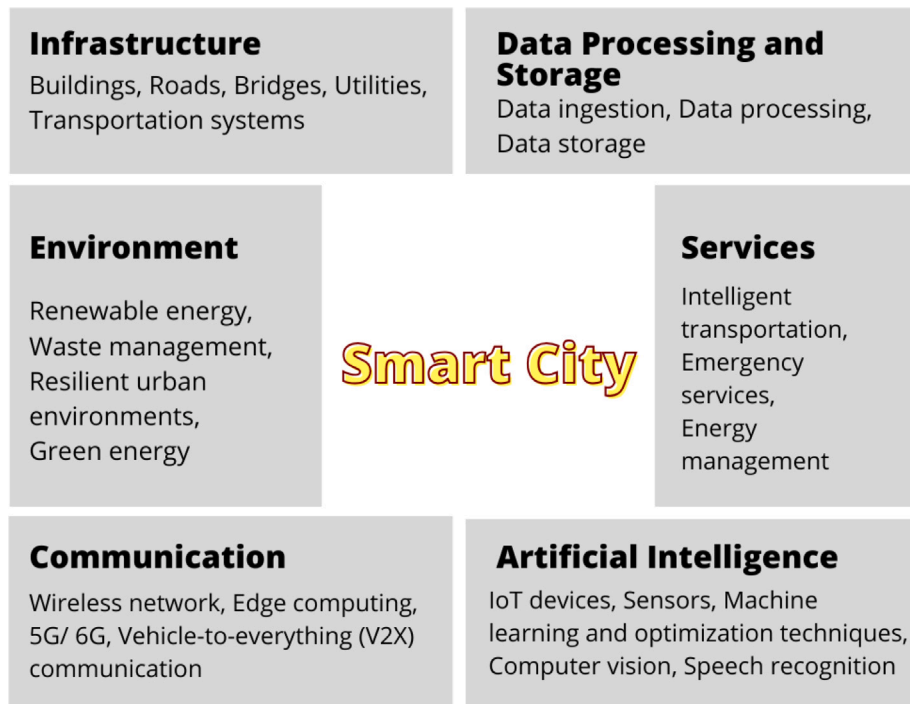 Infrastructure
Buildings, Roads, Bridges, Utilities,
Transportation systems
Data Processing and
Storage
Data ingestion, Data processing,
Data storage
Environment
Renewable energy,
Waste management,
Resilient urban
environments,
Green energy
Smart City
Services
Intelligent
transportation,
Emergency
services,
Energy
management
Communication
Wireless network, Edge computing,
5G/ 6G, Vehicle-to-everything (V2X)
communication
Artificial Intelligence
IoT devices, Sensors, Machine
learning and optimization techniques,
Computer vision, Speech recognition